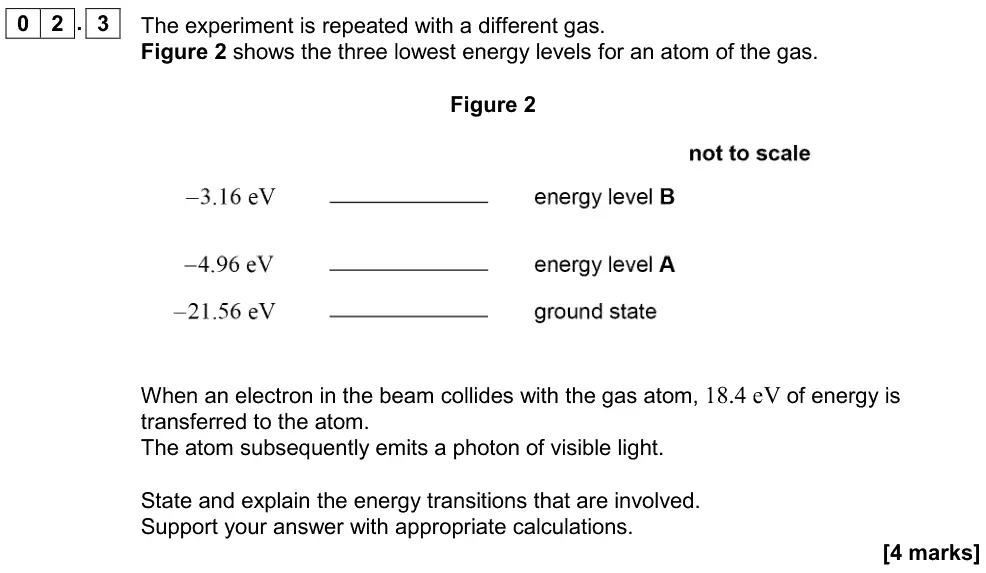 0 2 . 3 The experiment is repeated with a different gas.
Figure 2 shows the three lowest energy levels for an atom of the gas.
Figure 2
not to scale
−3.16 eV energy level B
−4.96 eV energy level A
−21.56 eV ground state
When an electron in the beam collides with the gas atom, 18.4 eV of energy is
transferred to the atom.
The atom subsequently emits a photon of visible light.
State and explain the energy transitions that are involved.
Support your answer with appropriate calculations.
[4 marks]